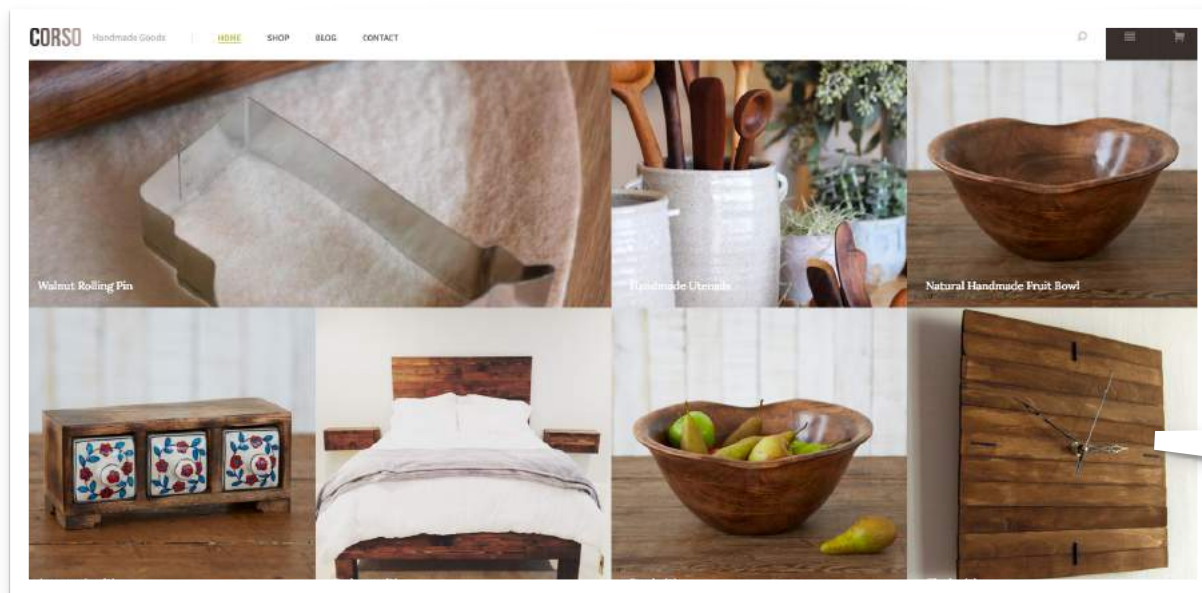 CORSO Handmade Goods HOME SHOP BLOG CONTACT
Walnut Rolling Pin
Handmade Utensils
Natural Handmade Fruit Bowl